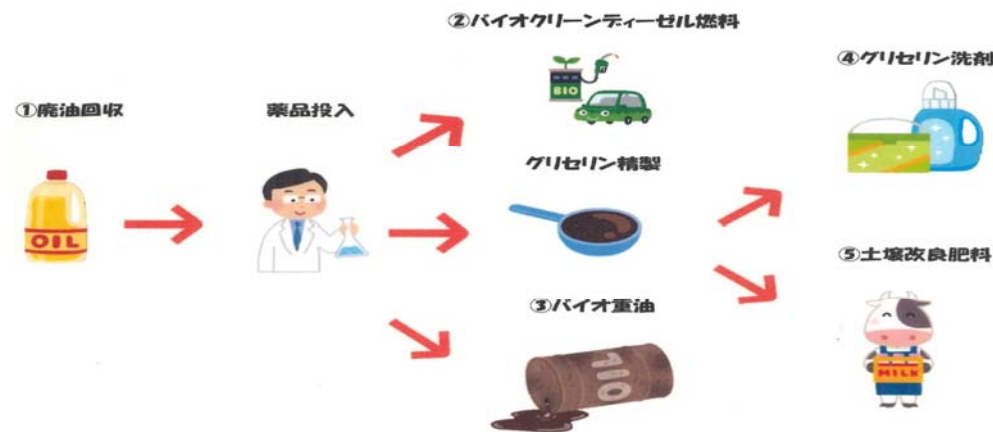 ②バイオクリーンディーゼル燃料
④グリセリン洗剤
①廃油回収
薬品投入
BIO
グリセリン精製
OIL
⑤土壌改良肥料
③バイオ重油
OIL
MILK